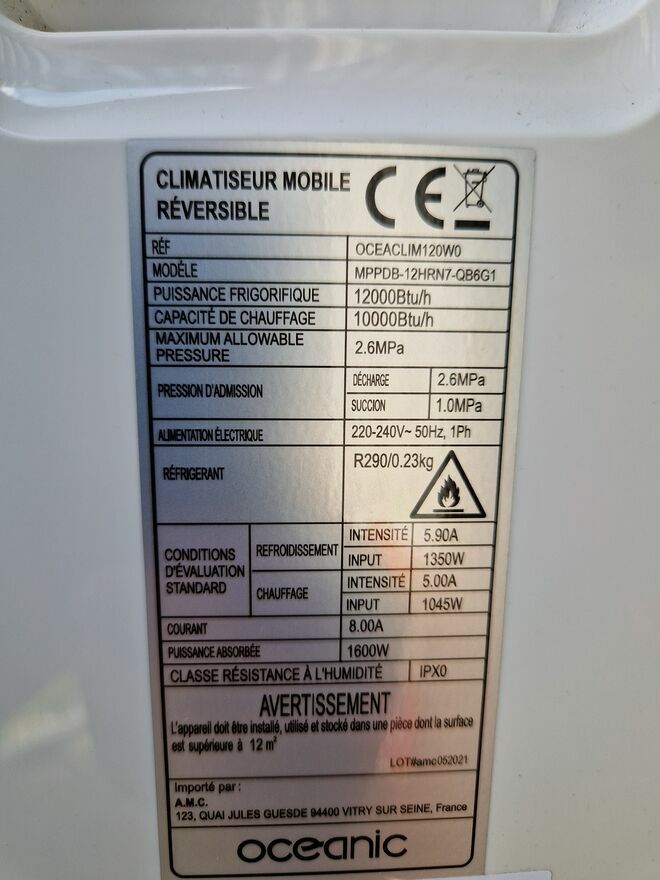 CLIMATISEUR MOBILE
RÉVERSIBLE
CE
RÉF OCEACLIM120W0
MODÉLE MPPDB-12HRN7-QB6G1
PUISSANCE FRIGORIFIQUE 12000Btu/h
CAPACITÉ DE CHAUFFAGE 10000Btu/h
MAXIMUM ALLOWABLE
PRESSURE 2.6MPa
PRESSION D'ADMISSION
DÉCHARGE 2.6MPa
SUCCION 1.0MPa
ALIMENTATION ÉLECTRIQUE 220-240V~ 50Hz, 1Ph
RÉFRIGERANT R290/0.23kg
CONDITIONS
D'ÉVALUATION
STANDARD
REFROIDISSEMENT
INTENSITÉ 5.90A
INPUT 1350W
CHAUFFAGE
INTENSITÉ 5.00A
INPUT 1045W
COURANT 8.00A
PUISSANCE ABSORBÉE 1600W
CLASSE RÉSISTANCE À L'HUMIDITÉ IPX0
AVERTISSEMENT
L'appareil doit être installé, utilisé et stocké dans une pièce dont la surface
est supérieure à 12 m²
LOT#amc052021
Importé par :
A.M.C.
123, QUAI JULES GUESDE 94400 VITRY SUR SEINE, France
oceanic